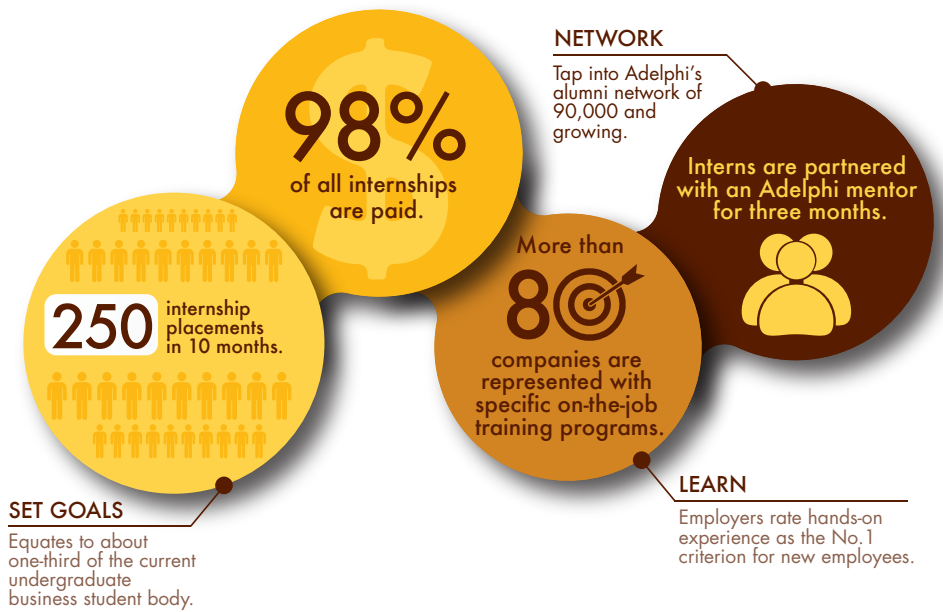 250
internship
placements
in 10 months.
SET GOALS
Equates to about
one-third of the current
undergraduate
business student body.
98%
of all internships
are paid.
More than
80
companies are
represented with
specific on-the-job
training programs.
LEARN
Employers rate hands-on
experience as the No.1
criterion for new employees.
NETWORK
Tap into Adelphi's
alumni network of
90,000 and
growing.
Interns are partnered
with an Adelphi mentor
for three months.